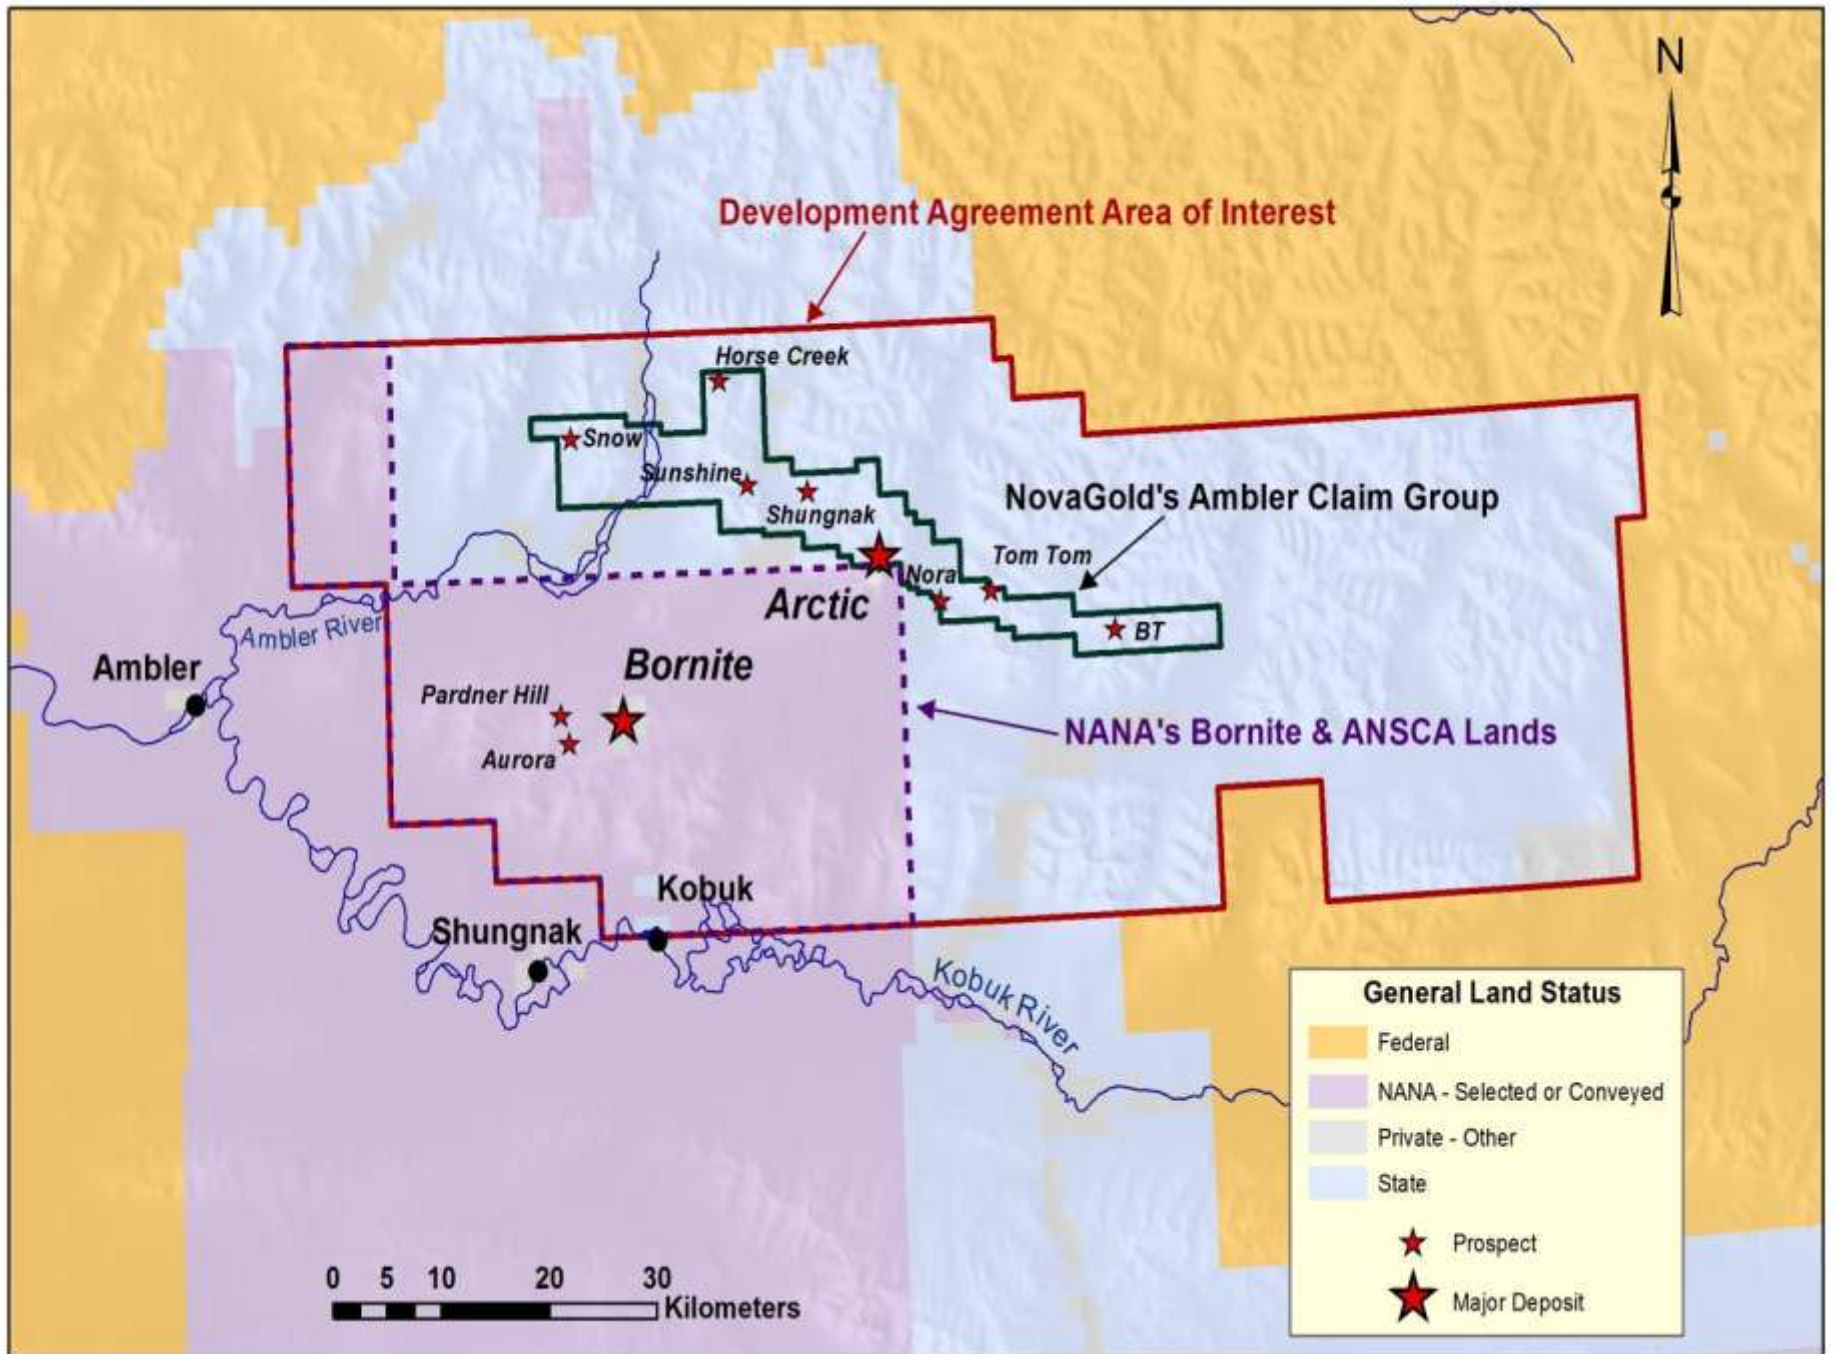 N
Development Agreement Area of Interest
Horse Creek
Snow
Sunshine
Shungnak
NovaGold's Ambler Claim Group
Tom Tom
Nora
Arctic
BT
Ambler River
Ambler
Bornite
Pardner Hill
Aurora
NANA's Bornite & ANSCA Lands
Kobuk
Shungnak
Kobuk River
General Land Status
Federal
NANA - Selected or Conveyed
Private - Other
State
Prospect
Major Deposit
0 5 10 20 30
Kilometers